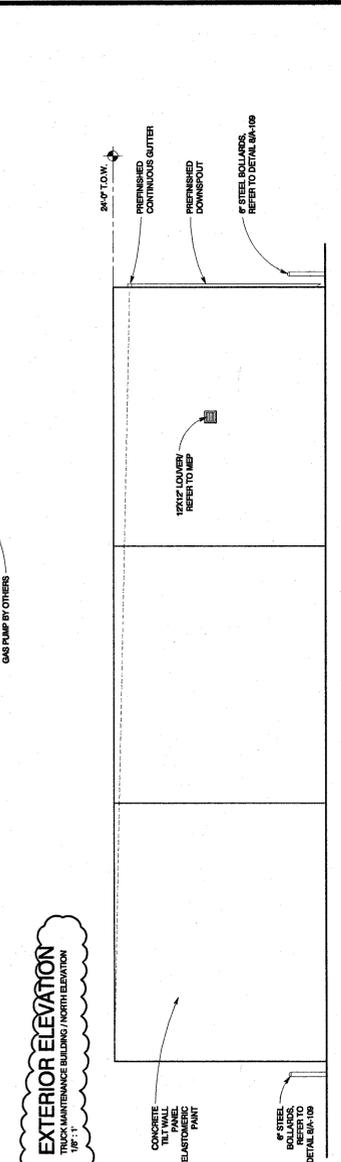 GAS PUMP BY OTHERS
EXTERIOR ELEVATION
TRUCK MAINTENANCE BUILDING / NORTH ELEVATION
1/8" : 1'
24'-0" T.O.W.
PREFINISHED
CONTINUOUS GUTTER
PREFINISHED
DOWNSPOUT
6" STEEL BOLLARDS,
REFER TO DETAIL 8/A-109
12X12" LOUVER/
REFER TO MEP
CONCRETE
TILT WALL
PANEL
ELASTOMERIC
PAINT
6" STEEL
BOLLARDS,
REFER TO
DETAIL 8/A-109